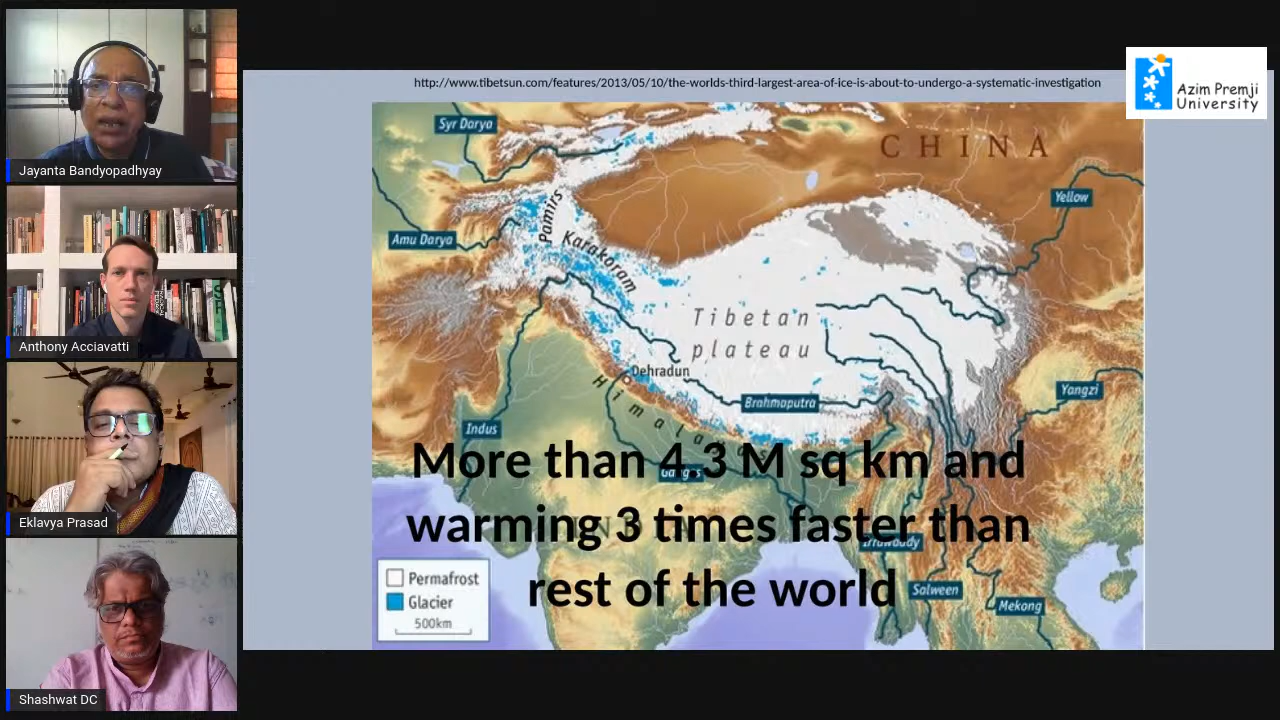 Jayanta Bandyopadhyay
Anthony Acciavatti
Eklavya Prasad
Shashwat DC
http://www.tibetsun.com/features/2013/05/10/the-worlds-third-largest-area-of-ice-is-about-to-undergo-a-systematic-investigation
Azim Premji
University
Syr Darya
CHINA
Yellow
Pamirs
Amu Darya
Karakoram
Tibetan
plateau
Dehradun
Himalayas
Brahmaputra
Yangzi
Indus
More than 4.3 M sq km and
Ganges
warming 3 times faster than
Irrawaddy
rest of the world
Salween
Mekong
Permafrost
Glacier
500km